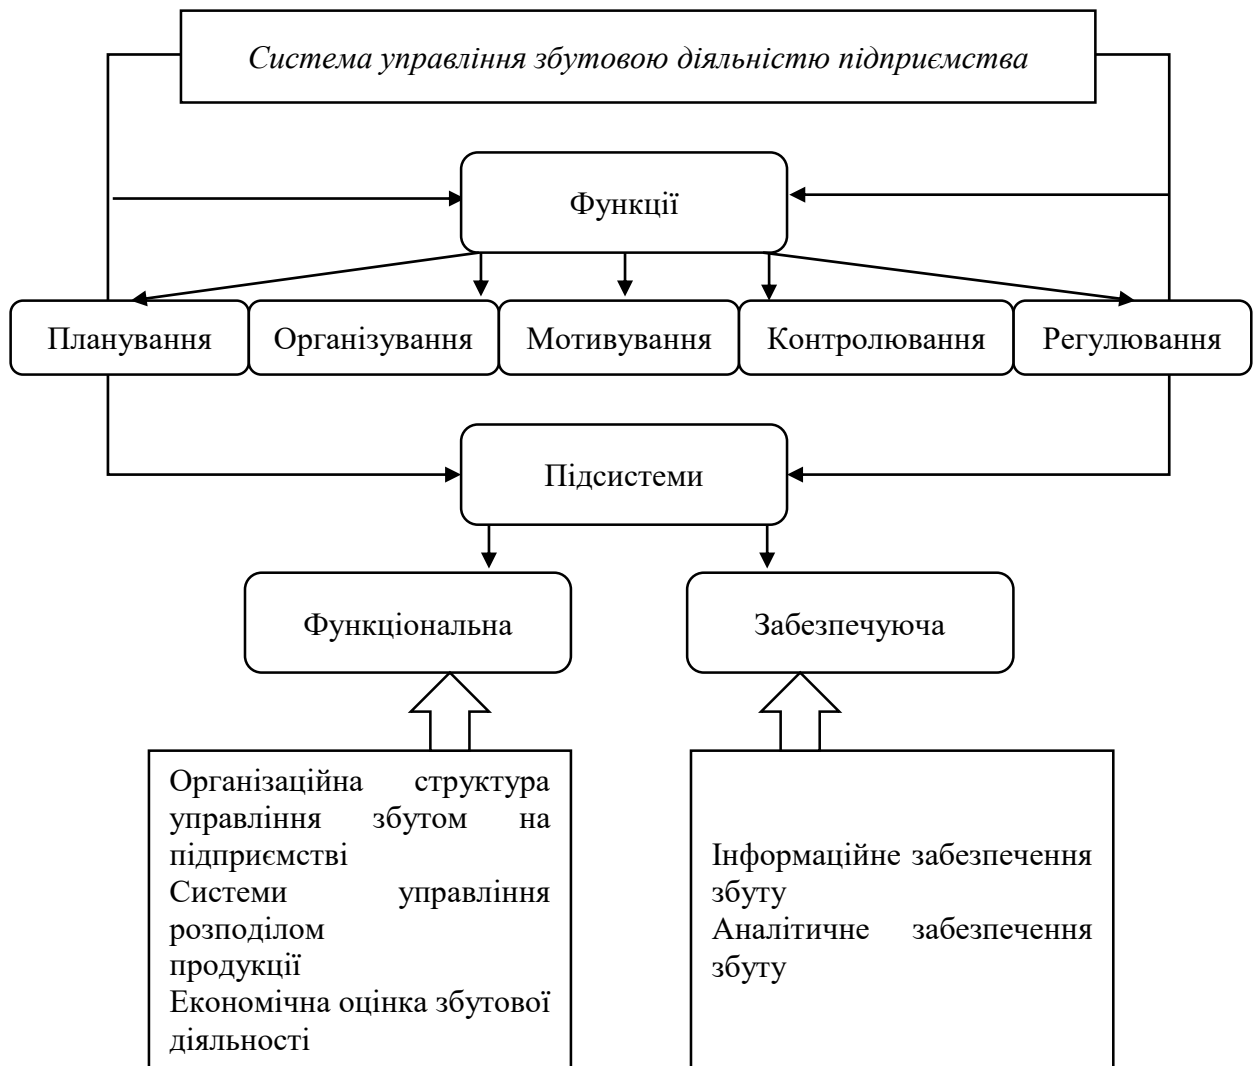 Система управління збутовою діяльністю підприємства
Функції
Планування
Організування
Мотивування
Контролювання
Регулювання
Підсистеми
Функціональна
Забезпечуюча
Організаційна структура
управління збутом на
підприємстві
Системи управління
розподілом
продукції
Економічна оцінка збутової
діяльності
Інформаційне забезпечення
збуту
Аналітичне забезпечення
збуту